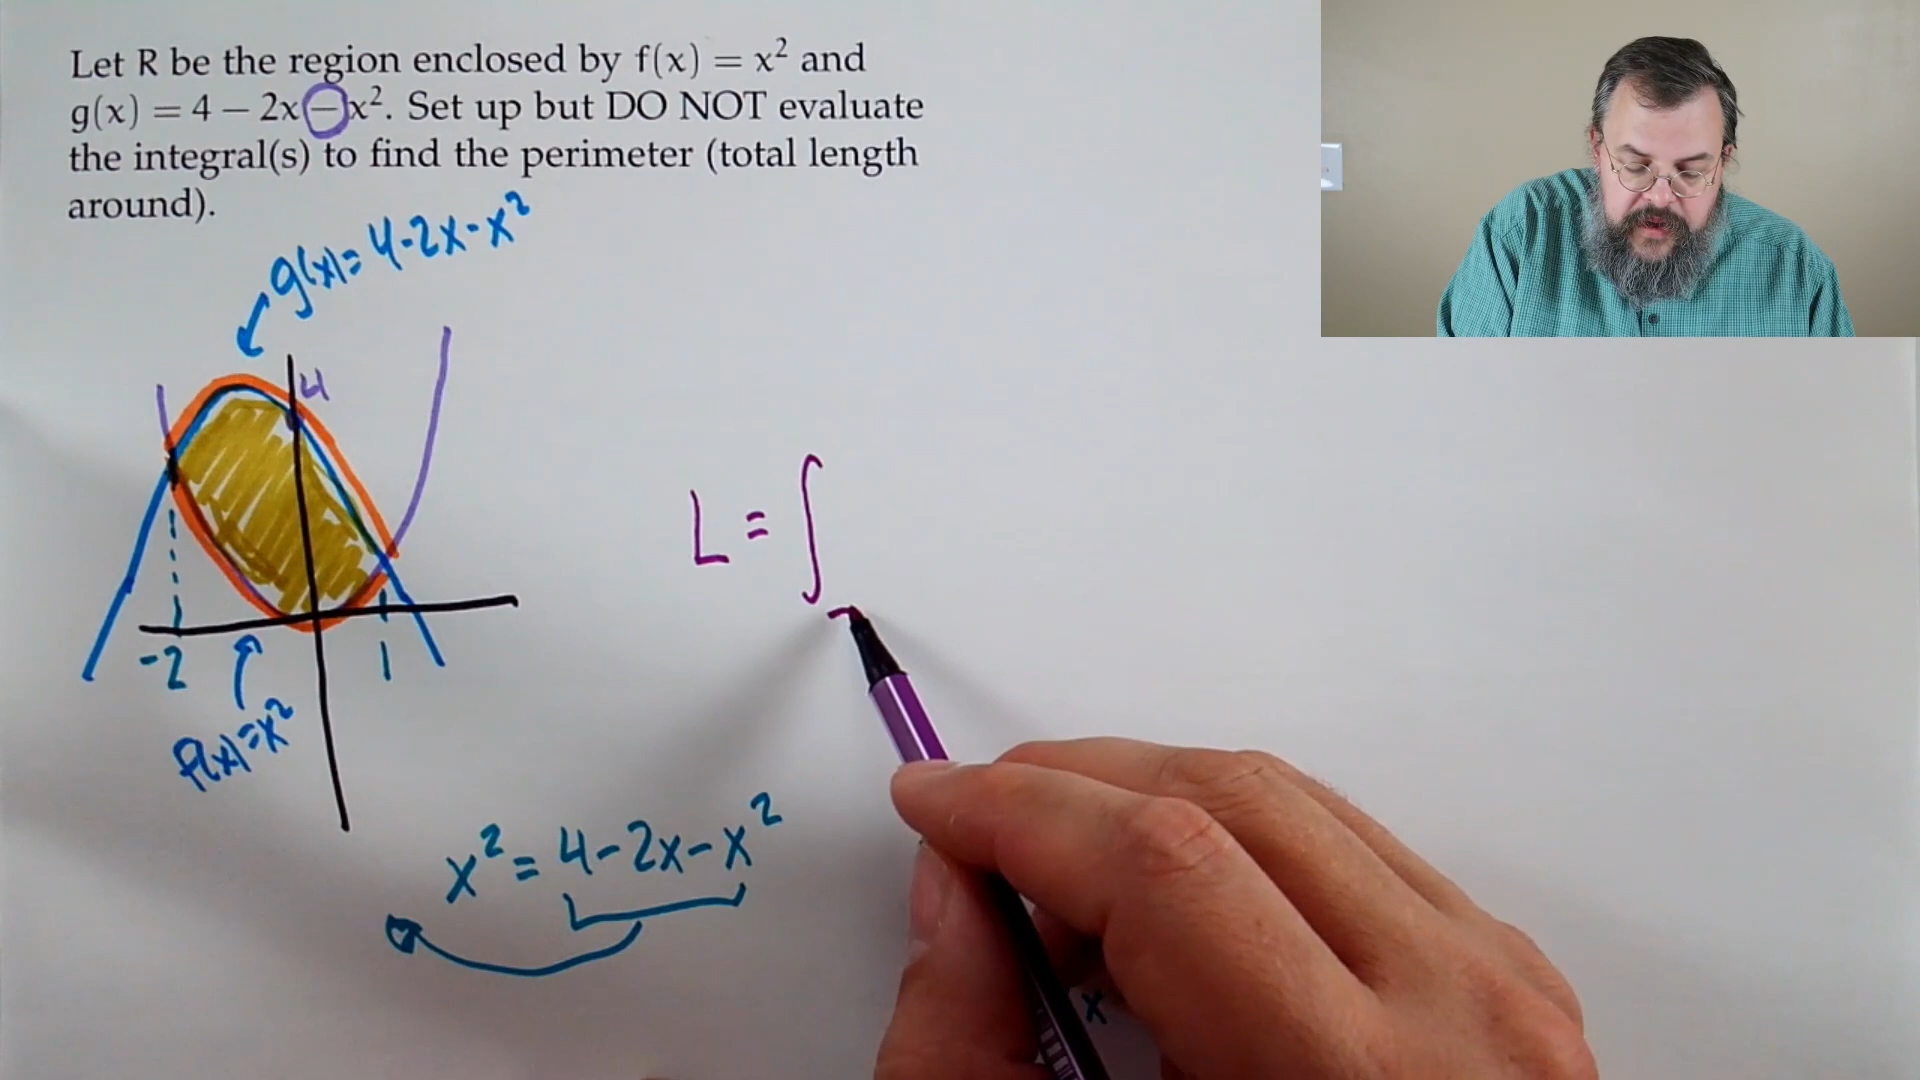 Let R be the region enclosed by f(x) = x² and
g(x) = 4 − 2x − x². Set up but DO NOT evaluate
the integral(s) to find the perimeter (total length
around).
g(x) = 4-2x-x²
4
L = ∫
-2
1
f(x) = x²
x² = 4-2x-x²
x